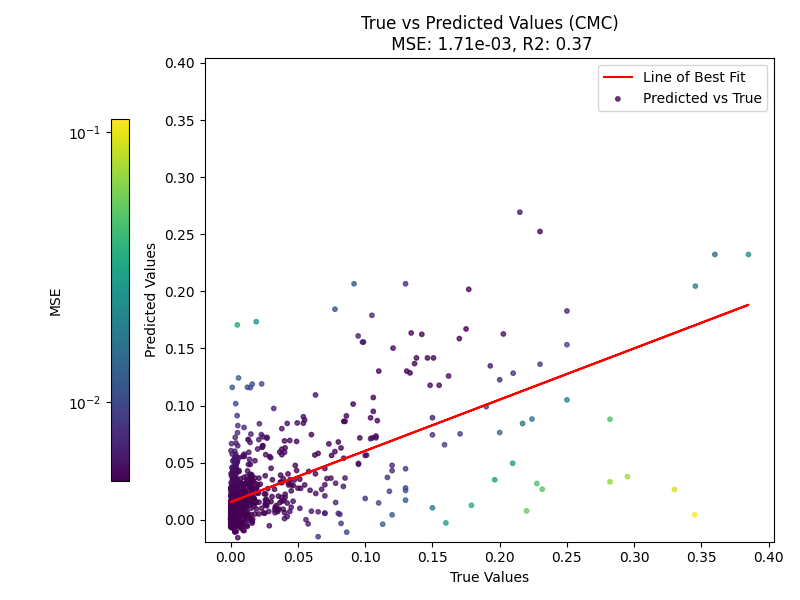 True vs Predicted Values (CMC)
MSE: 1.71e-03, R2: 0.37
Line of Best Fit
Predicted vs True
0.40
0.35
0.30
0.25
0.20
0.15
0.10
0.05
0.00
Predicted Values
10⁻¹
10⁻²
MSE
0.00 0.05 0.10 0.15 0.20 0.25 0.30 0.35 0.40
True Values